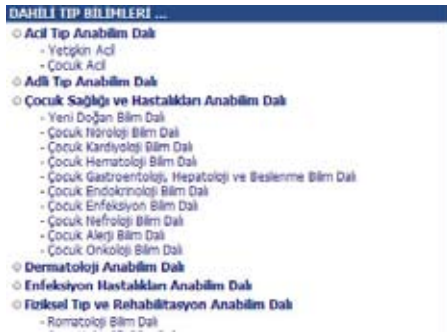 DAHİLİ TIP BİLİMLERİ ...
Acil Tıp Anabilim Dalı
- Yetişkin Acil
- Çocuk Acil
Adli Tıp Anabilim Dalı
Çocuk Sağlığı ve Hastalıkları Anabilim Dalı
- Yeni Doğan Bilim Dalı
- Çocuk Nöroloji Bilim Dalı
- Çocuk Kardiyoloji Bilim Dalı
- Çocuk Hematoloji Bilim Dalı
- Çocuk Gastroentoloji, Hepatoloji ve Beslenme Bilim Dalı
- Çocuk Endokrinoloji Bilim Dalı
- Çocuk Enfeksiyon Bilim Dalı
- Çocuk Nefroloji Bilim Dalı
- Çocuk Alerji Bilim Dalı
- Çocuk Onkoloji Bilim Dalı
Dermatoloji Anabilim Dalı
Enfeksiyon Hastalıkları Anabilim Dalı
Fiziksel Tıp ve Rehabilitasyon Anabilim Dalı
- Romatoloji Bilim Dalı